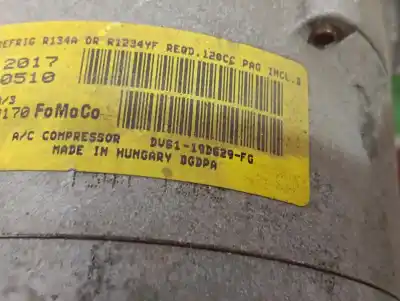 REFRIG R134A OR R1234YF REQD.120CC PAG INCL.
2017
0510
/3
170 FoMoCo
A/C COMPRESSOR DV61-19D629-FG
MADE IN HUNGARY DGDPA